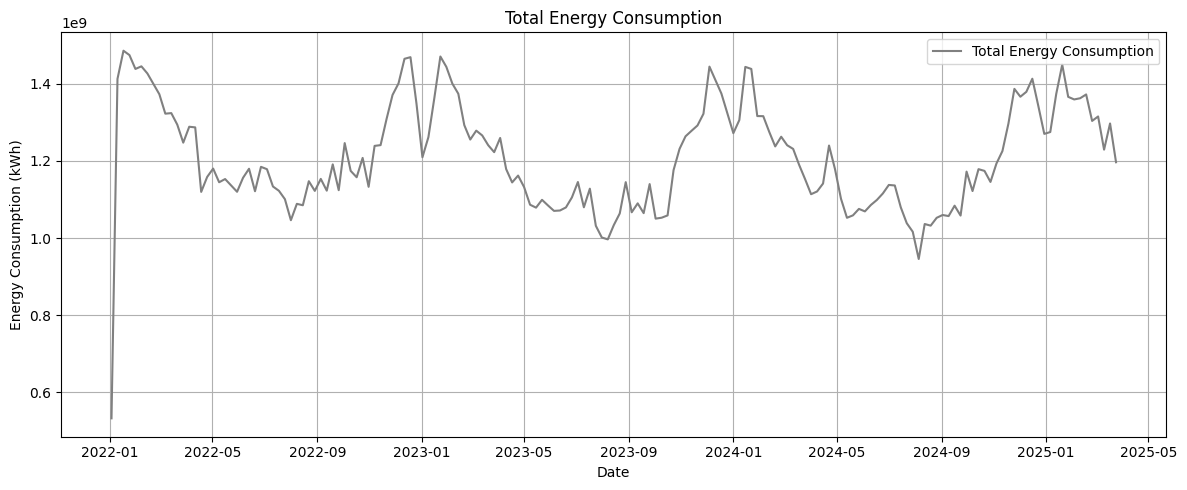 Total Energy Consumption
1e9
Total Energy Consumption
Energy Consumption (kWh)
1.4
1.2
1.0
0.8
0.6
2022-01 2022-05 2022-09 2023-01 2023-05 2023-09 2024-01 2024-05 2024-09 2025-01 2025-05
Date